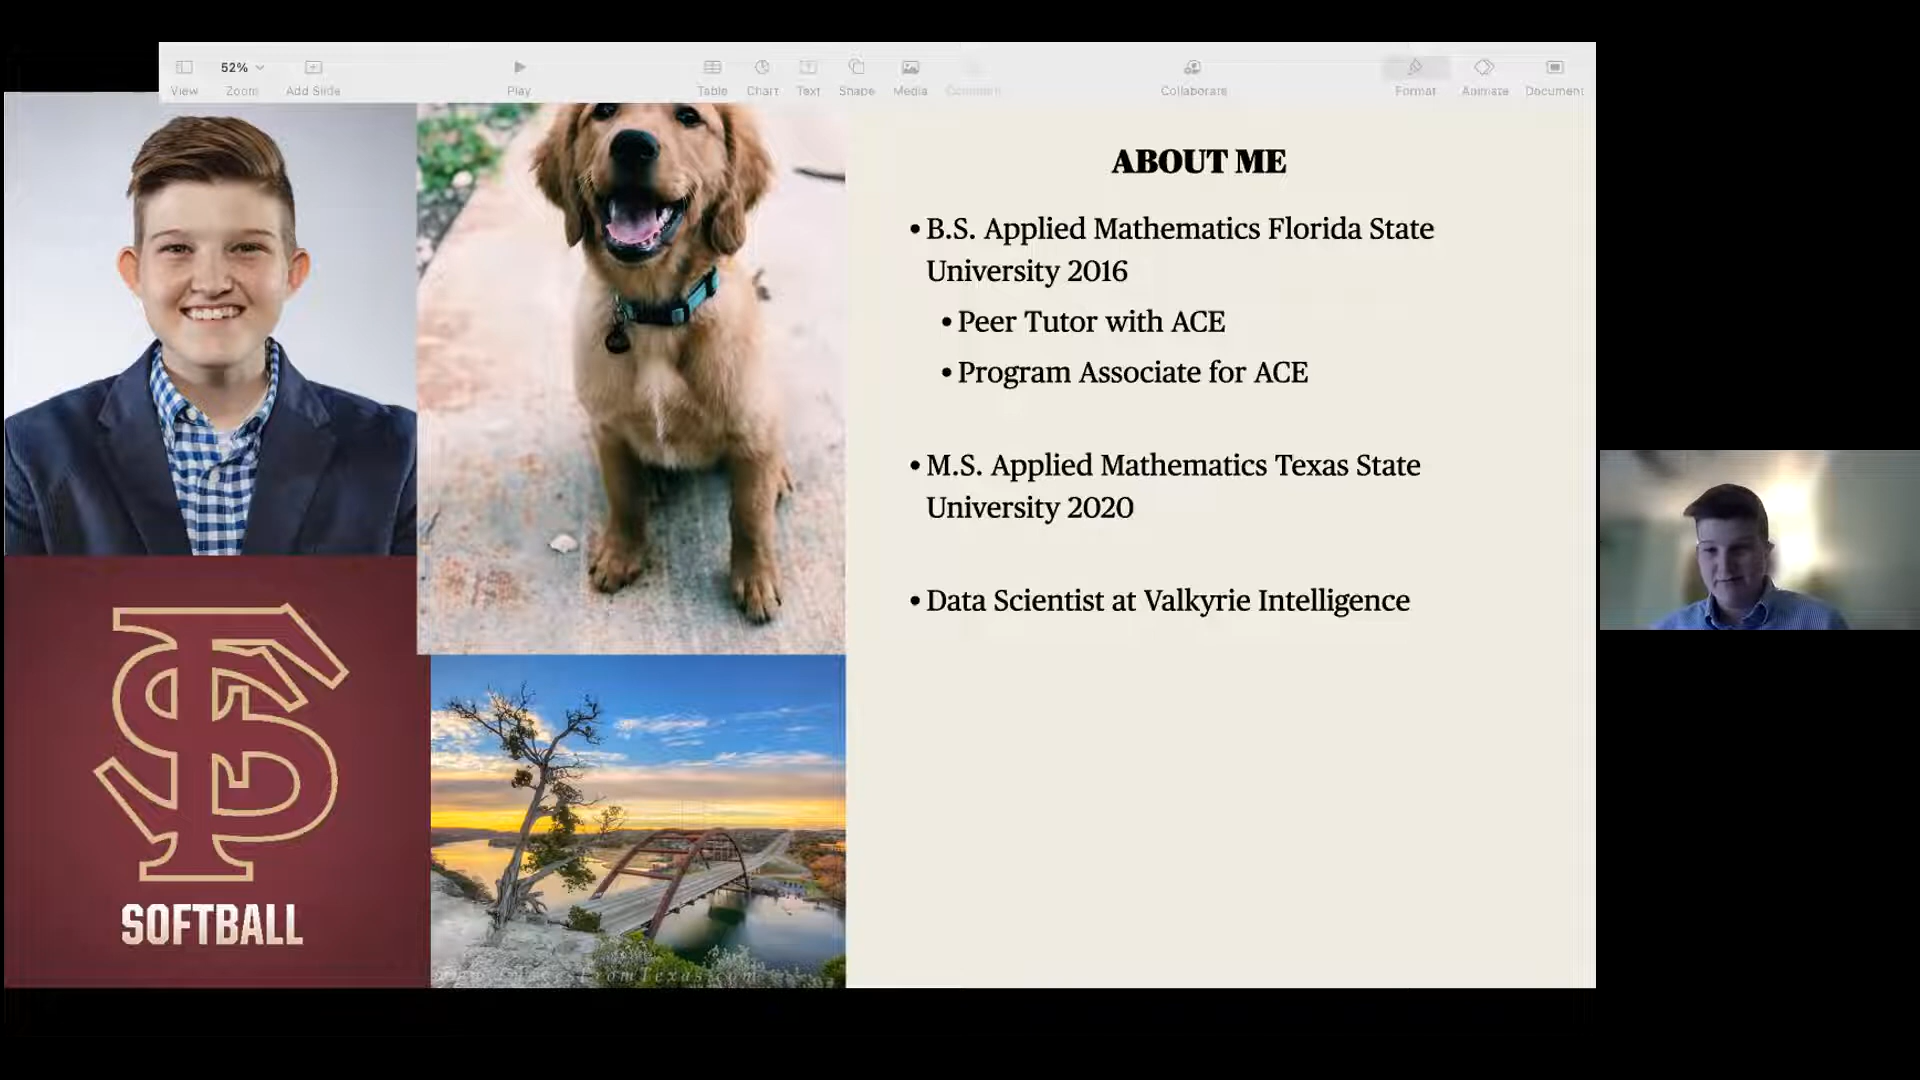 52%
View
Zoom
Add Slide
Play
Table
Chart
Text
Shape
Media
Comment
Collaborate
Format
Animate
Document
ABOUT ME
• B.S. Applied Mathematics Florida State
University 2016
• Peer Tutor with ACE
• Program Associate for ACE
• M.S. Applied Mathematics Texas State
University 2020
• Data Scientist at Valkyrie Intelligence
FS
SOFTBALL